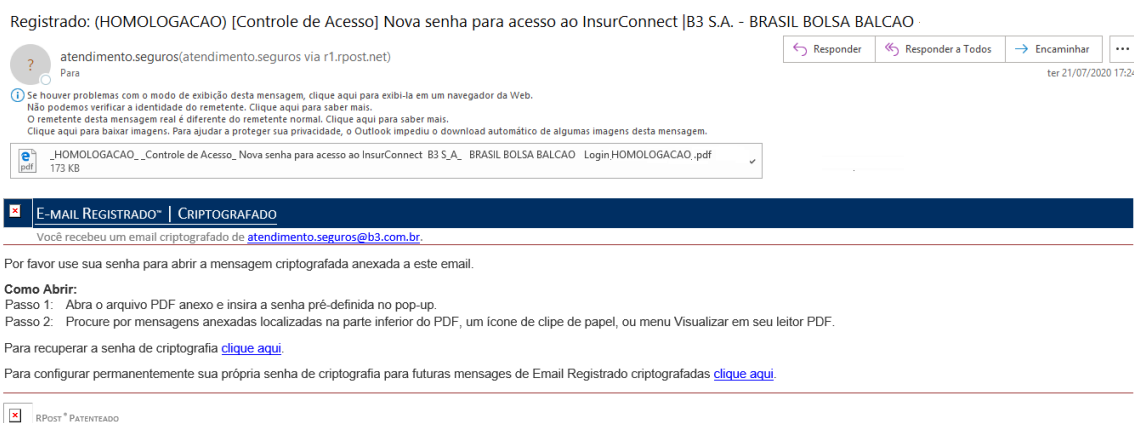 Registrado: (HOMOLOGACAO) [Controle de Acesso] Nova senha para acesso ao InsurConnect |B3 S.A. - BRASIL BOLSA BALCAO
?
atendimento.seguros(atendimento.seguros via r1.rpost.net)
Para
Responder
Responder a Todos
Encaminhar
...
ter 21/07/2020 17:24
Se houver problemas com o modo de exibição desta mensagem, clique aqui para exibi-la em um navegador da Web.
Não podemos verificar a identidade do remetente. Clique aqui para saber mais.
O remetente desta mensagem real é diferente do remetente normal. Clique aqui para saber mais.
Clique aqui para baixar imagens. Para ajudar a proteger sua privacidade, o Outlook impediu o download automático de algumas imagens desta mensagem.
pdf
_HOMOLOGACAO_ _Controle de Acesso_ Nova senha para acesso ao InsurConnect B3 S_A_ BRASIL BOLSA BALCAO Login_HOMOLOGACAO_.pdf
173 KB
E-MAIL REGISTRADO™ | CRIPTOGRAFADO
Você recebeu um email criptografado de atendimento.seguros@b3.com.br.
Por favor use sua senha para abrir a mensagem criptografada anexada a este email.
Como Abrir:
Passo 1: Abra o arquivo PDF anexo e insira a senha pré-definida no pop-up.
Passo 2: Procure por mensagens anexadas localizadas na parte inferior do PDF, um ícone de clipe de papel, ou menu Visualizar em seu leitor PDF.
Para recuperar a senha de criptografia clique aqui.
Para configurar permanentemente sua própria senha de criptografia para futuras mensages de Email Registrado criptografadas clique aqui.
RPOST® PATENTEADO